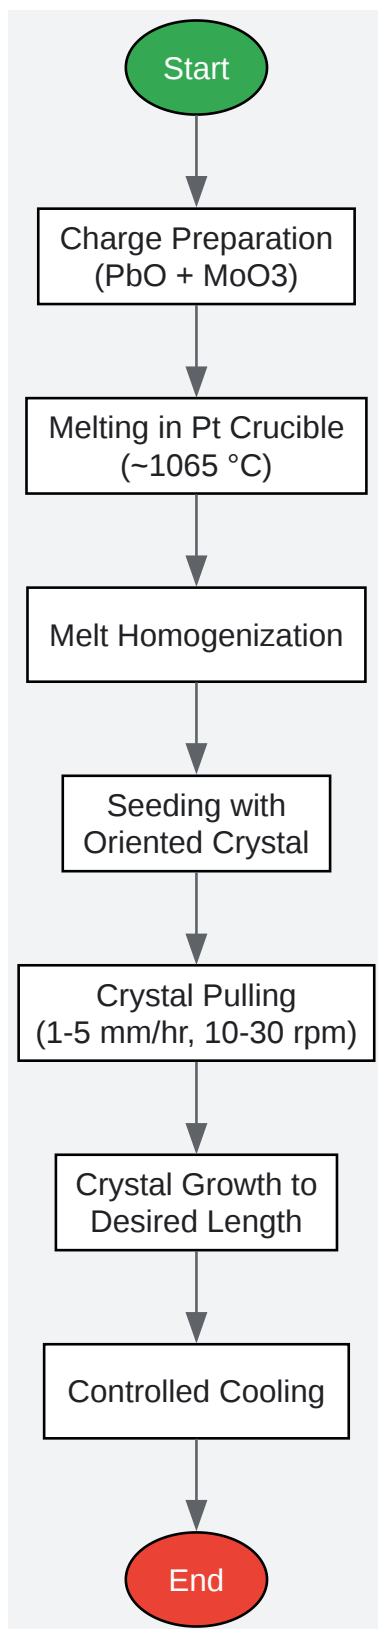 Start
Charge Preparation
(PbO + MoO3)
Melting in Pt Crucible
(~1065 °C)
Melt Homogenization
Seeding with
Oriented Crystal
Crystal Pulling
(1-5 mm/hr, 10-30 rpm)
Crystal Growth to
Desired Length
Controlled Cooling
End